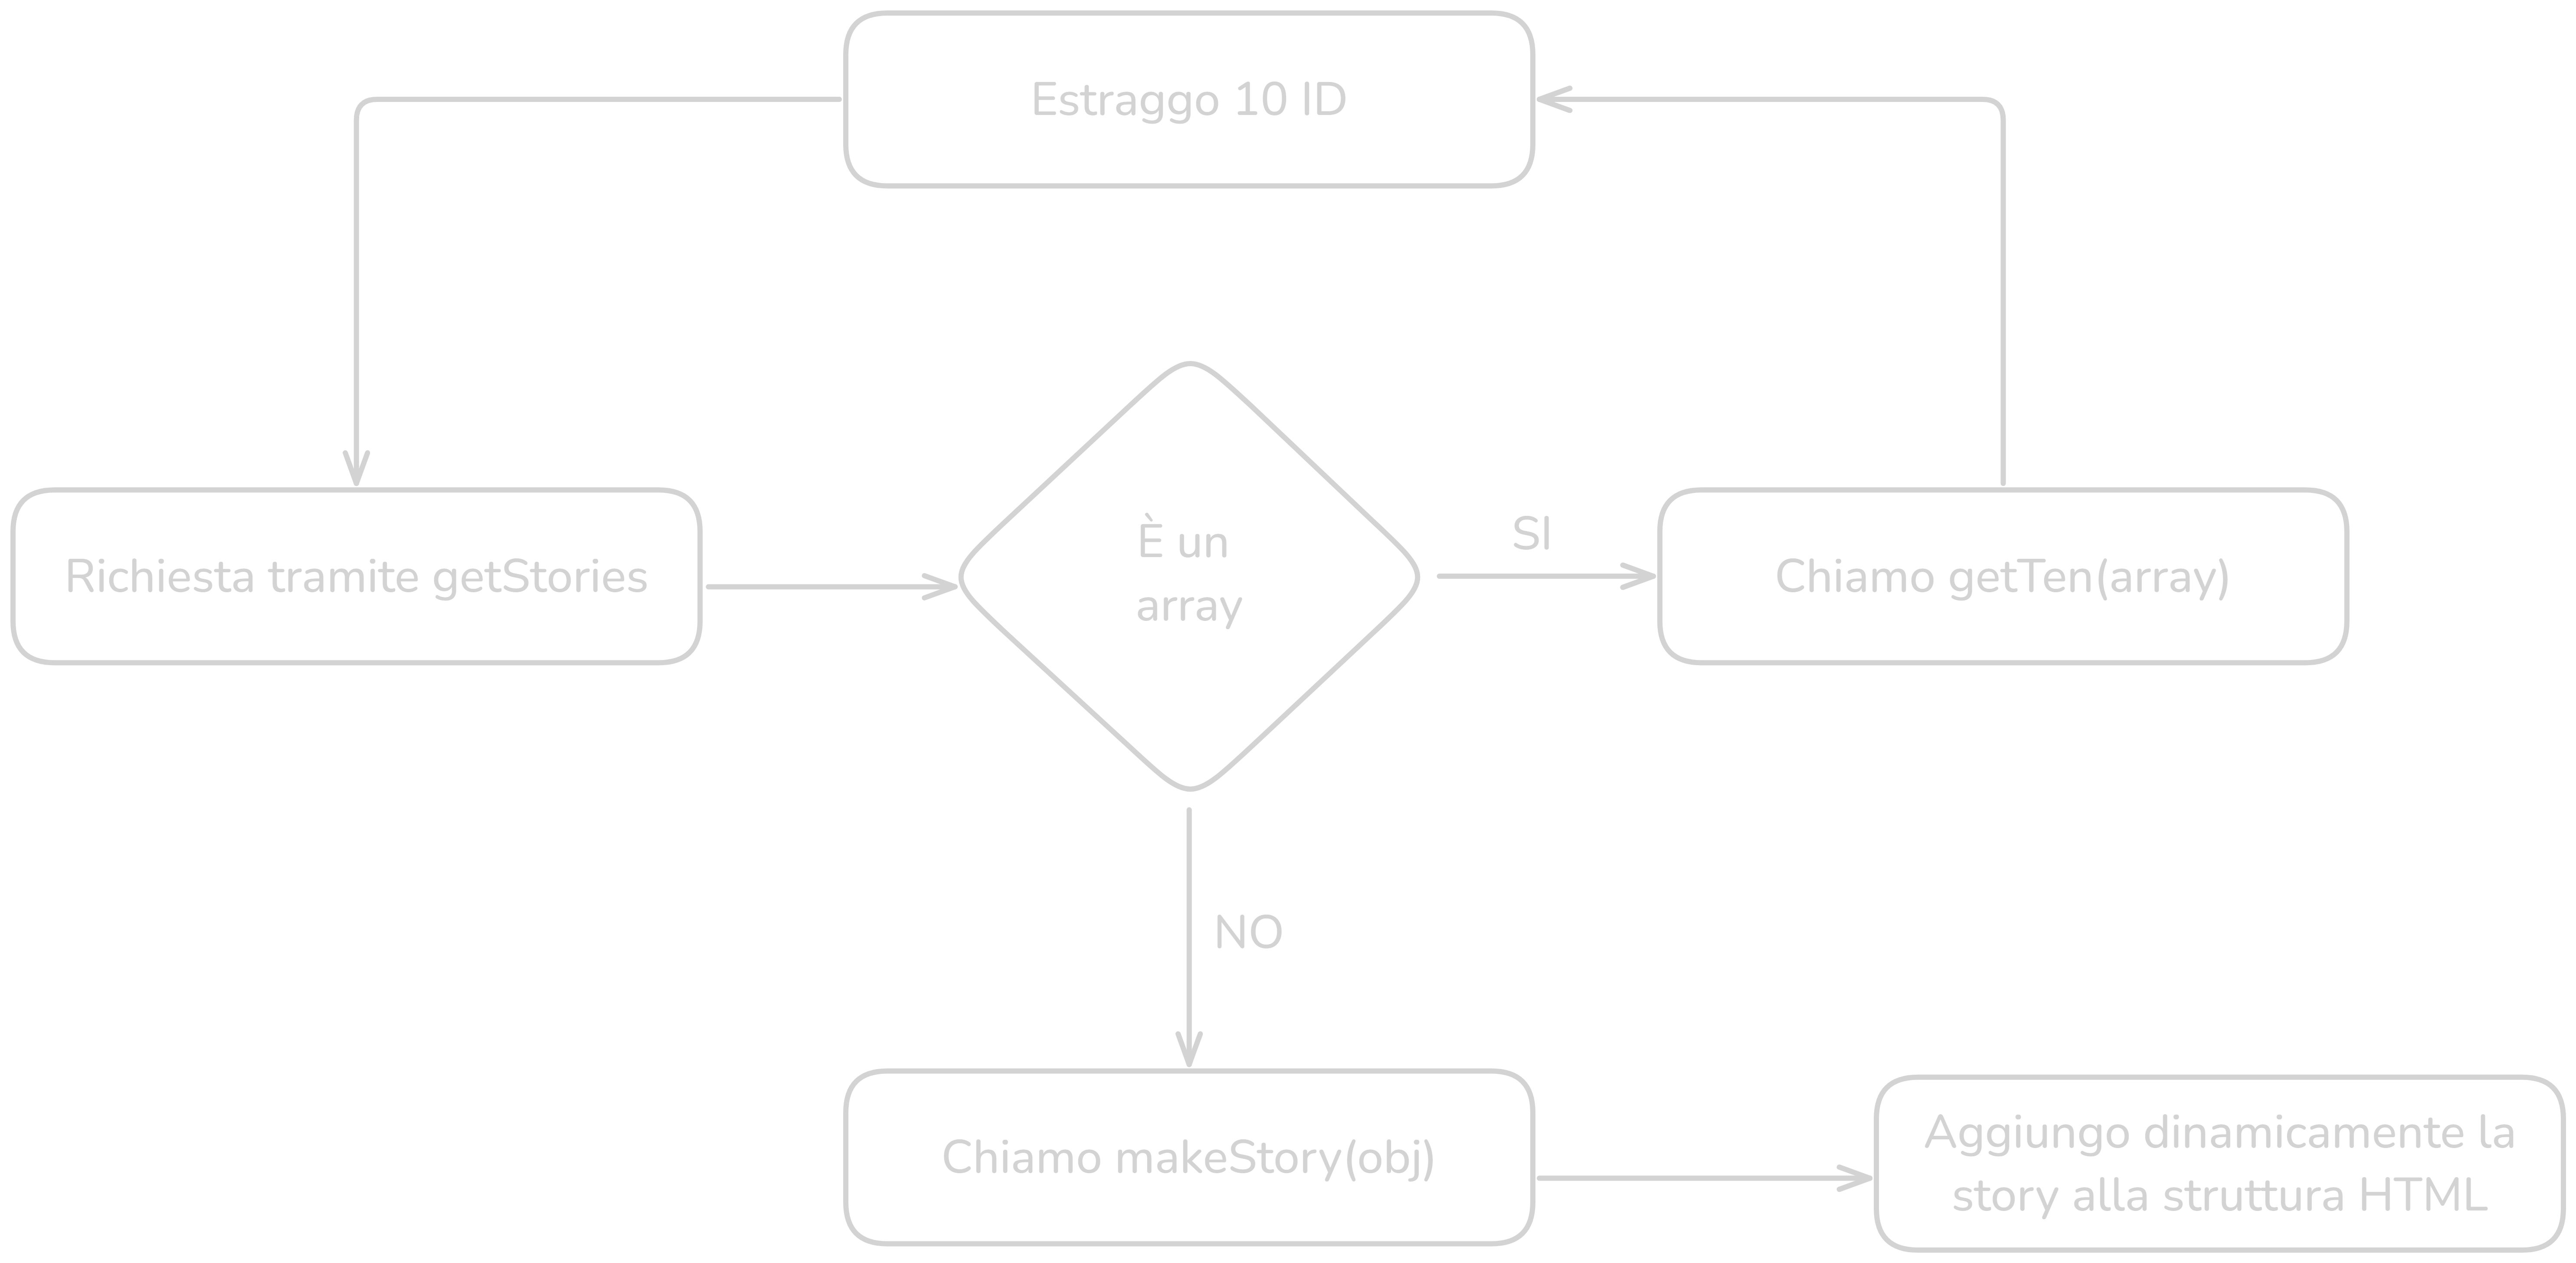 Estraggo 10 ID
Richiesta tramite getStories
È un
array
SI
Chiamo getTen(array)
NO
Chiamo makeStory(obj)
Aggiungo dinamicamente la
story alla struttura HTML